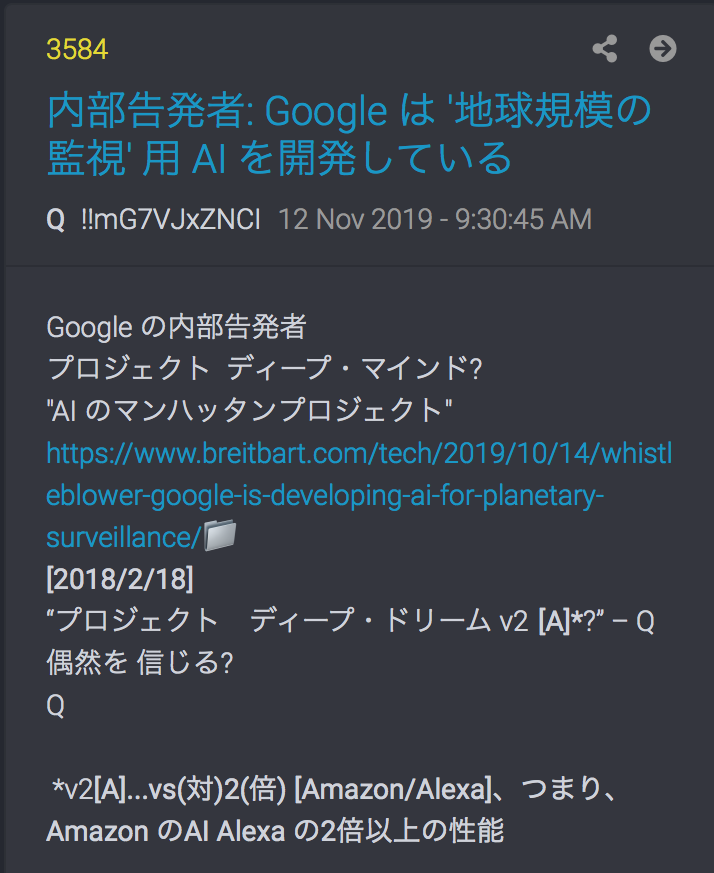 3584
内部告発者: Google は '地球規模の
監視' 用 AI を開発している
Q !!mG7VJxZNCI 12 Nov 2019 - 9:30:45 AM
Google の内部告発者
プロジェクト ディープ・マインド?
"AI のマンハッタンプロジェクト"
https://www.breitbart.com/tech/2019/10/14/whistl
eblower-google-is-developing-ai-for-planetary-
surveillance/
[2018/2/18]
“プロジェクト　ディープ・ドリーム v2 [A]*?” – Q
偶然を 信じる?
Q
*v2[A]...vs(対)2(倍) [Amazon/Alexa]、つまり、
Amazon のAI Alexa の2倍以上の性能